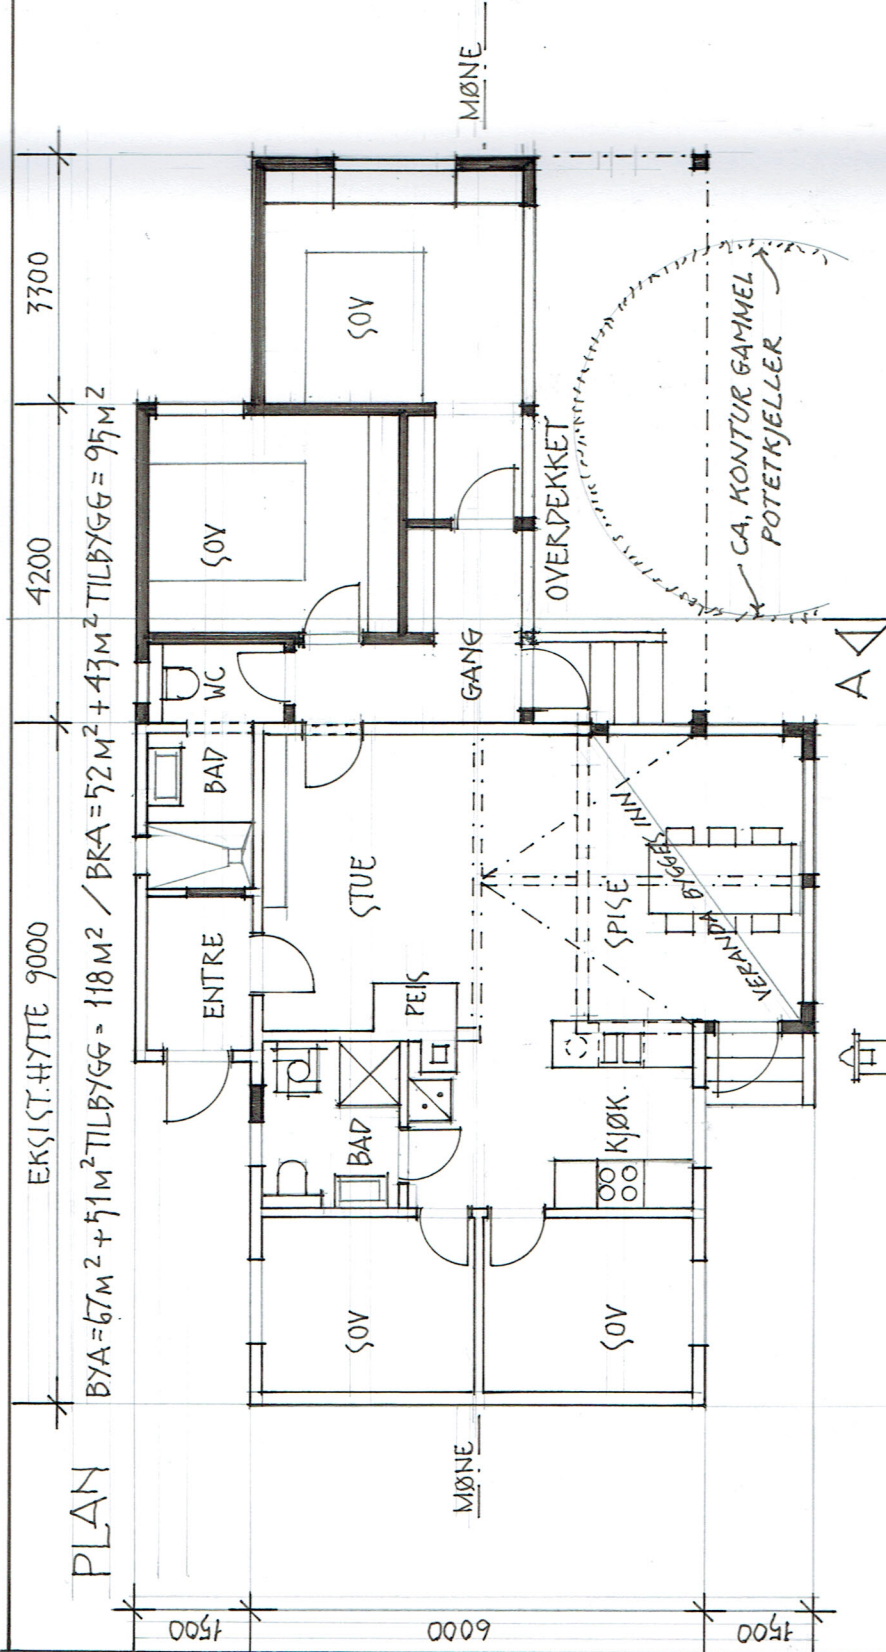 PLAN
EKSIST. HYTTE 9000
4200
3300
BYA=67M²+51M² TILBYGG = 118M² / BRA=52M²+43M² TILBYGG = 95M²
1500
6000
1500
ENTRE
BAD
WC
SOV
SOV
SOV
BAD
PEIS
STUE
GANG
MØNE
MØNE
SOV
KJØK.
SPISE
VERANDA BYGGES INN
OVERDEKKET
CA. KONTUR GAMMEL
POTETKJELLER
A